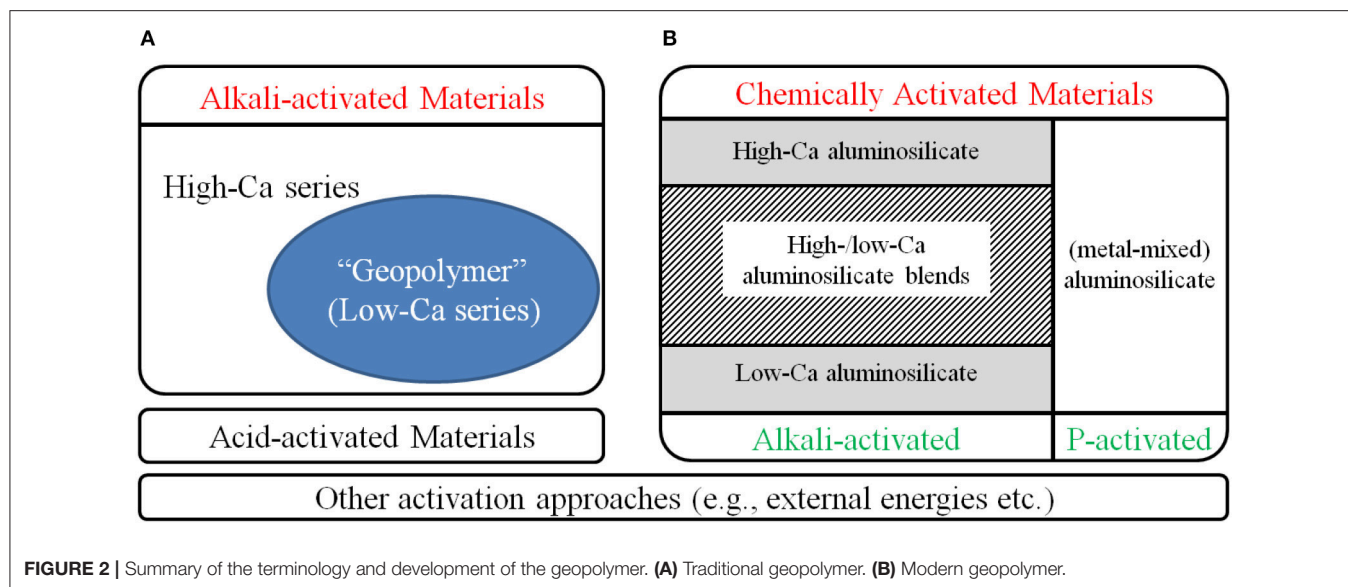 A
Alkali-activated Materials
High-Ca series
“Geopolymer”
(Low-Ca series)
Acid-activated Materials
B
Chemically Activated Materials
High-Ca aluminosilicate
High-/low-Ca
aluminosilicate blends
Low-Ca aluminosilicate
(metal-mixed)
aluminosilicate
Alkali-activated
P-activated
Other activation approaches (e.g., external energies etc.)
FIGURE 2 | Summary of the terminology and development of the geopolymer. (A) Traditional geopolymer. (B) Modern geopolymer.